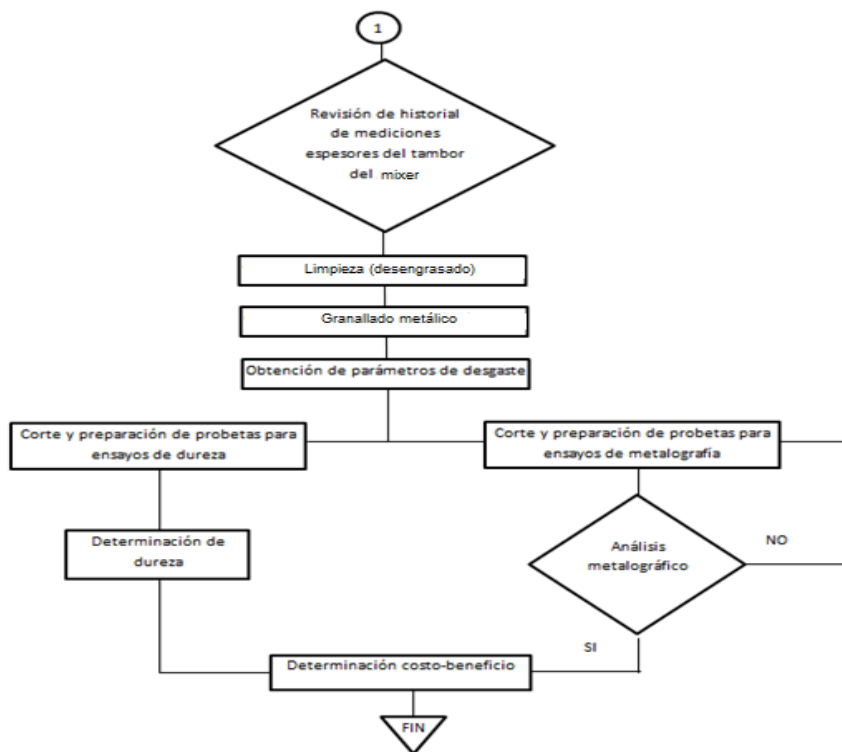 1
Revisión de historial
de mediciones
espesores del tambor
del mixer
Limpieza (desengrasado)
Granallado metálico
Obtención de parámetros de desgaste
Corte y preparación de probetas para
ensayos de dureza
Corte y preparación de probetas para
ensayos de metalografía
Determinación de
dureza
Análisis
metalográfico
NO
SI
Determinación costo-beneficio
FIN